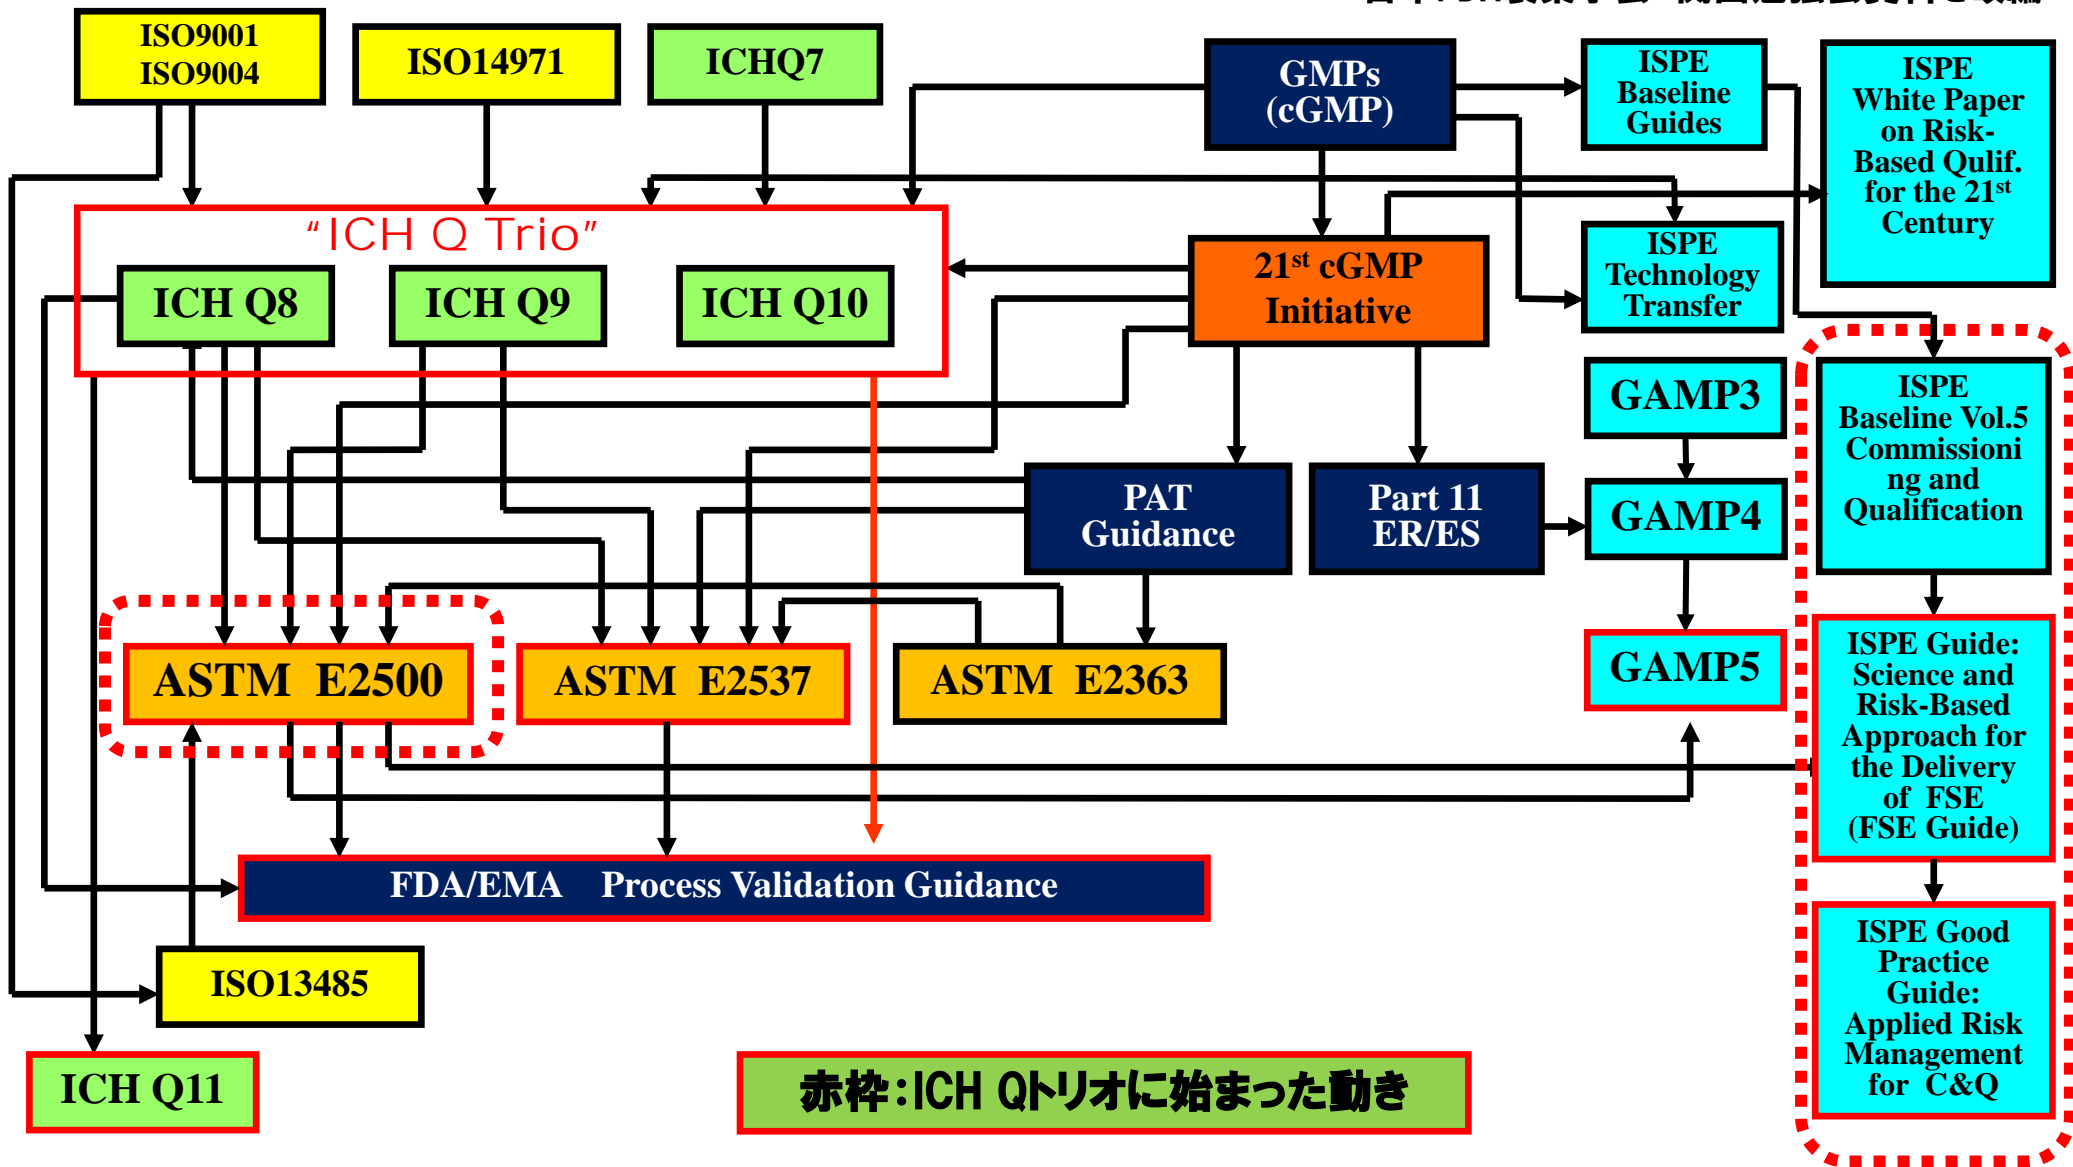 ISO9001
ISO9004
ISO14971
ICHQ7
GMPs
(cGMP)
ISPE
Baseline
Guides
ISPE
White Paper
on Risk-
Based Qulif.
for the 21st
Century
"ICH Q Trio"
ICH Q8
ICH Q9
ICH Q10
21st cGMP
Initiative
ISPE
Technology
Transfer
GAMP3
ISPE
Baseline Vol.5
Commissioni
ng and
Qualification
PAT
Guidance
Part 11
ER/ES
GAMP4
ASTM E2500
ASTM E2537
ASTM E2363
GAMP5
ISPE Guide:
Science and
Risk-Based
Approach for
the Delivery
of FSE
(FSE Guide)
FDA/EMA Process Validation Guidance
ISO13485
ISPE Good
Practice
Guide:
Applied Risk
Management
for C&Q
ICH Q11
赤枠：ICH Qトリオに始まった動き